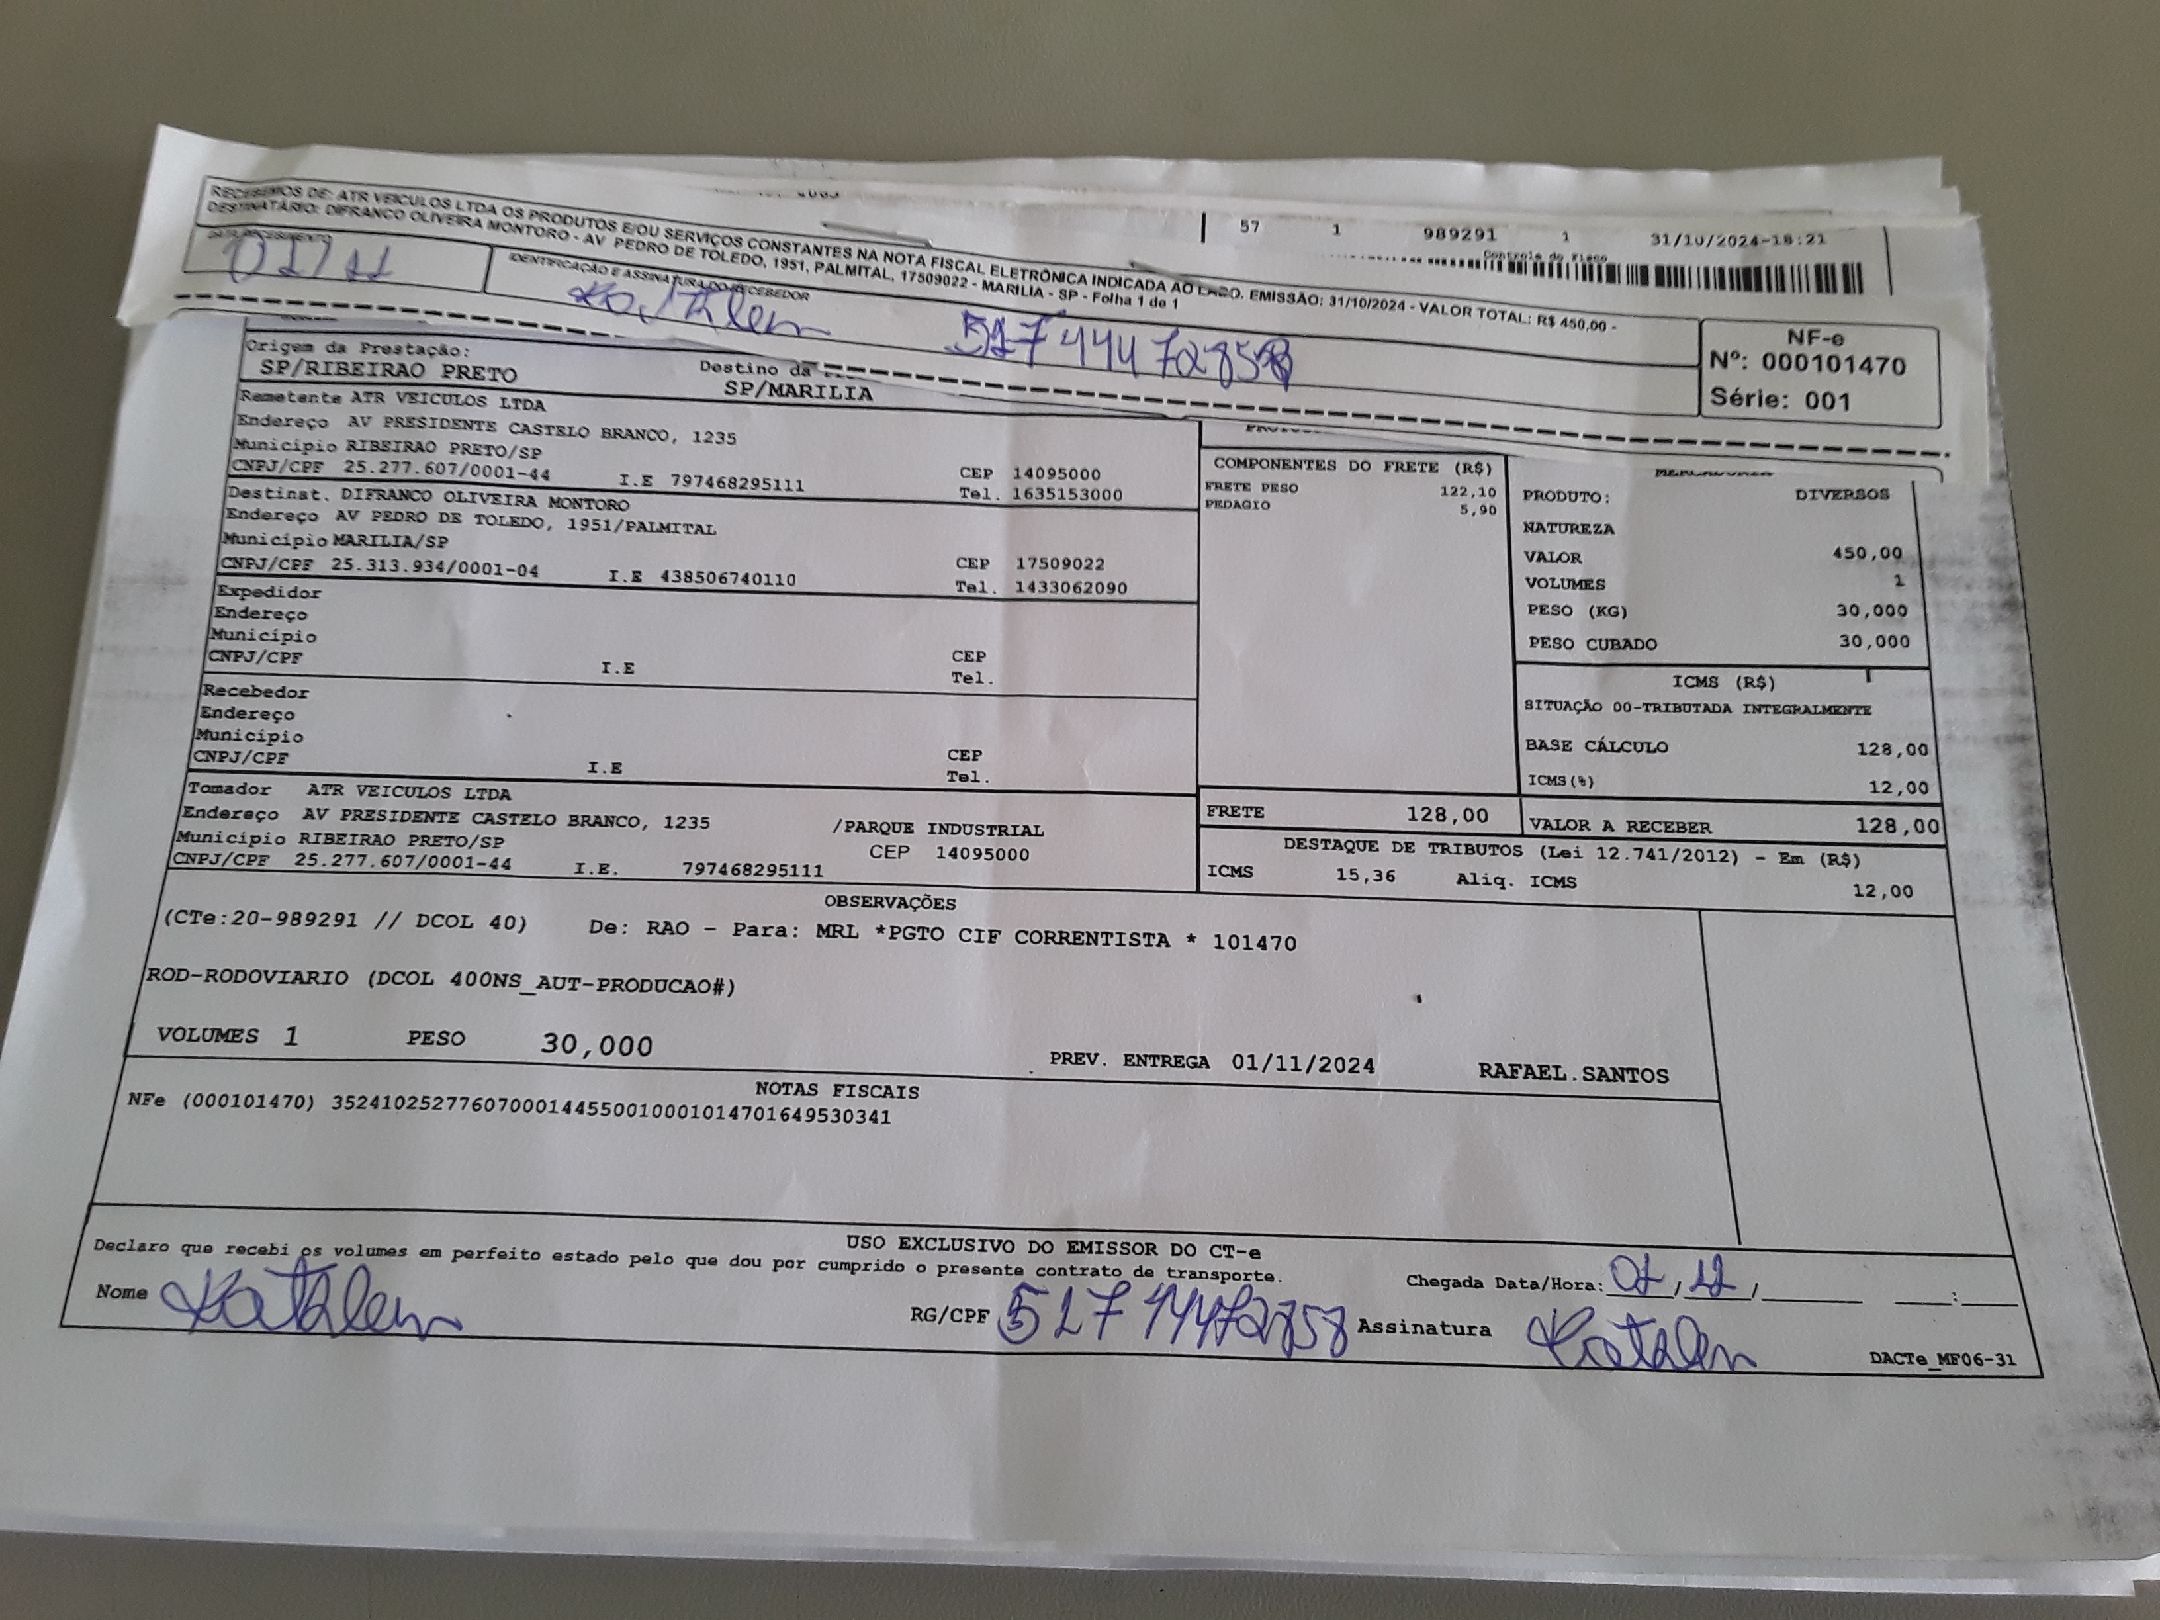 RECEBEMOS DE: ATR VEICULOS LTDA OS PRODUTOS E/OU SERVIÇOS CONSTANTES NA NOTA FISCAL ELETRÔNICA INDICADA AO LADO. EMISSÃO: 31/10/2024 - VALOR TOTAL: R$ 450,00 -
DESTINATÁRIO: DIFRANCO OLIVEIRA MONTORO - AV PEDRO DE TOLEDO, 1951, PALMITAL, 17509022 - MARILIA - SP - Folha 1 de 1
57 1 989291 1 31/10/2024-18:21
Controle do Fisco
DATA RECEBIMENTO
01/11
IDENTIFICAÇÃO E ASSINATURA DO RECEBEDOR
Kathlen 51744472858
NF-e
Nº: 000101470
Série: 001
Origem da Prestação:
SP/RIBEIRAO PRETO
Destino da
SP/MARILIA
Remetente ATR VEICULOS LTDA
Endereço AV PRESIDENTE CASTELO BRANCO, 1235
Município RIBEIRAO PRETO/SP CEP 14095000
CNPJ/CPF 25.277.607/0001-44 I.E 797468295111 Tel. 1635153000
Destinat. DIFRANCO OLIVEIRA MONTORO
Endereço AV PEDRO DE TOLEDO, 1951/PALMITAL
Município MARILIA/SP CEP 17509022
CNPJ/CPF 25.313.934/0001-04 I.E 438506740110 Tel. 1433062090
Expedidor
Endereço
Município CEP
CNPJ/CPF I.E Tel.
Recebedor
Endereço
Município CEP
CNPJ/CPF I.E Tel.
Tomador ATR VEICULOS LTDA
Endereço AV PRESIDENTE CASTELO BRANCO, 1235 /PARQUE INDUSTRIAL
Município RIBEIRAO PRETO/SP CEP 14095000
CNPJ/CPF 25.277.607/0001-44 I.E. 797468295111
COMPONENTES DO FRETE (R$)
FRETE PESO 122,10
PEDAGIO 5,90
FRETE 128,00
MERCADORIA
PRODUTO: DIVERSOS
NATUREZA
VALOR 450,00
VOLUMES 1
PESO (KG) 30,000
PESO CUBADO 30,000
ICMS (R$)
SITUAÇÃO 00-TRIBUTADA INTEGRALMENTE
BASE CÁLCULO 128,00
ICMS(%) 12,00
VALOR A RECEBER 128,00
DESTAQUE DE TRIBUTOS (Lei 12.741/2012) - Em (R$)
ICMS 15,36 Aliq. ICMS 12,00
OBSERVAÇÕES
(CTe:20-989291 // DCOL 40) De: RAO - Para: MRL *PGTO CIF CORRENTISTA * 101470
ROD-RODOVIARIO (DCOL 400NS_AUT-PRODUCAO#)
VOLUMES 1 PESO 30,000 PREV. ENTREGA 01/11/2024 RAFAEL.SANTOS
NOTAS FISCAIS
NFe (000101470) 35241025277607000144550010001014701649530341
USO EXCLUSIVO DO EMISSOR DO CT-e
Declaro que recebi os volumes em perfeito estado pelo que dou por cumprido o presente contrato de transporte. Chegada Data/Hora: 01/11/ :
Nome Kathlen RG/CPF 51744472858 Assinatura Kathlen
DACTe_MF06-31